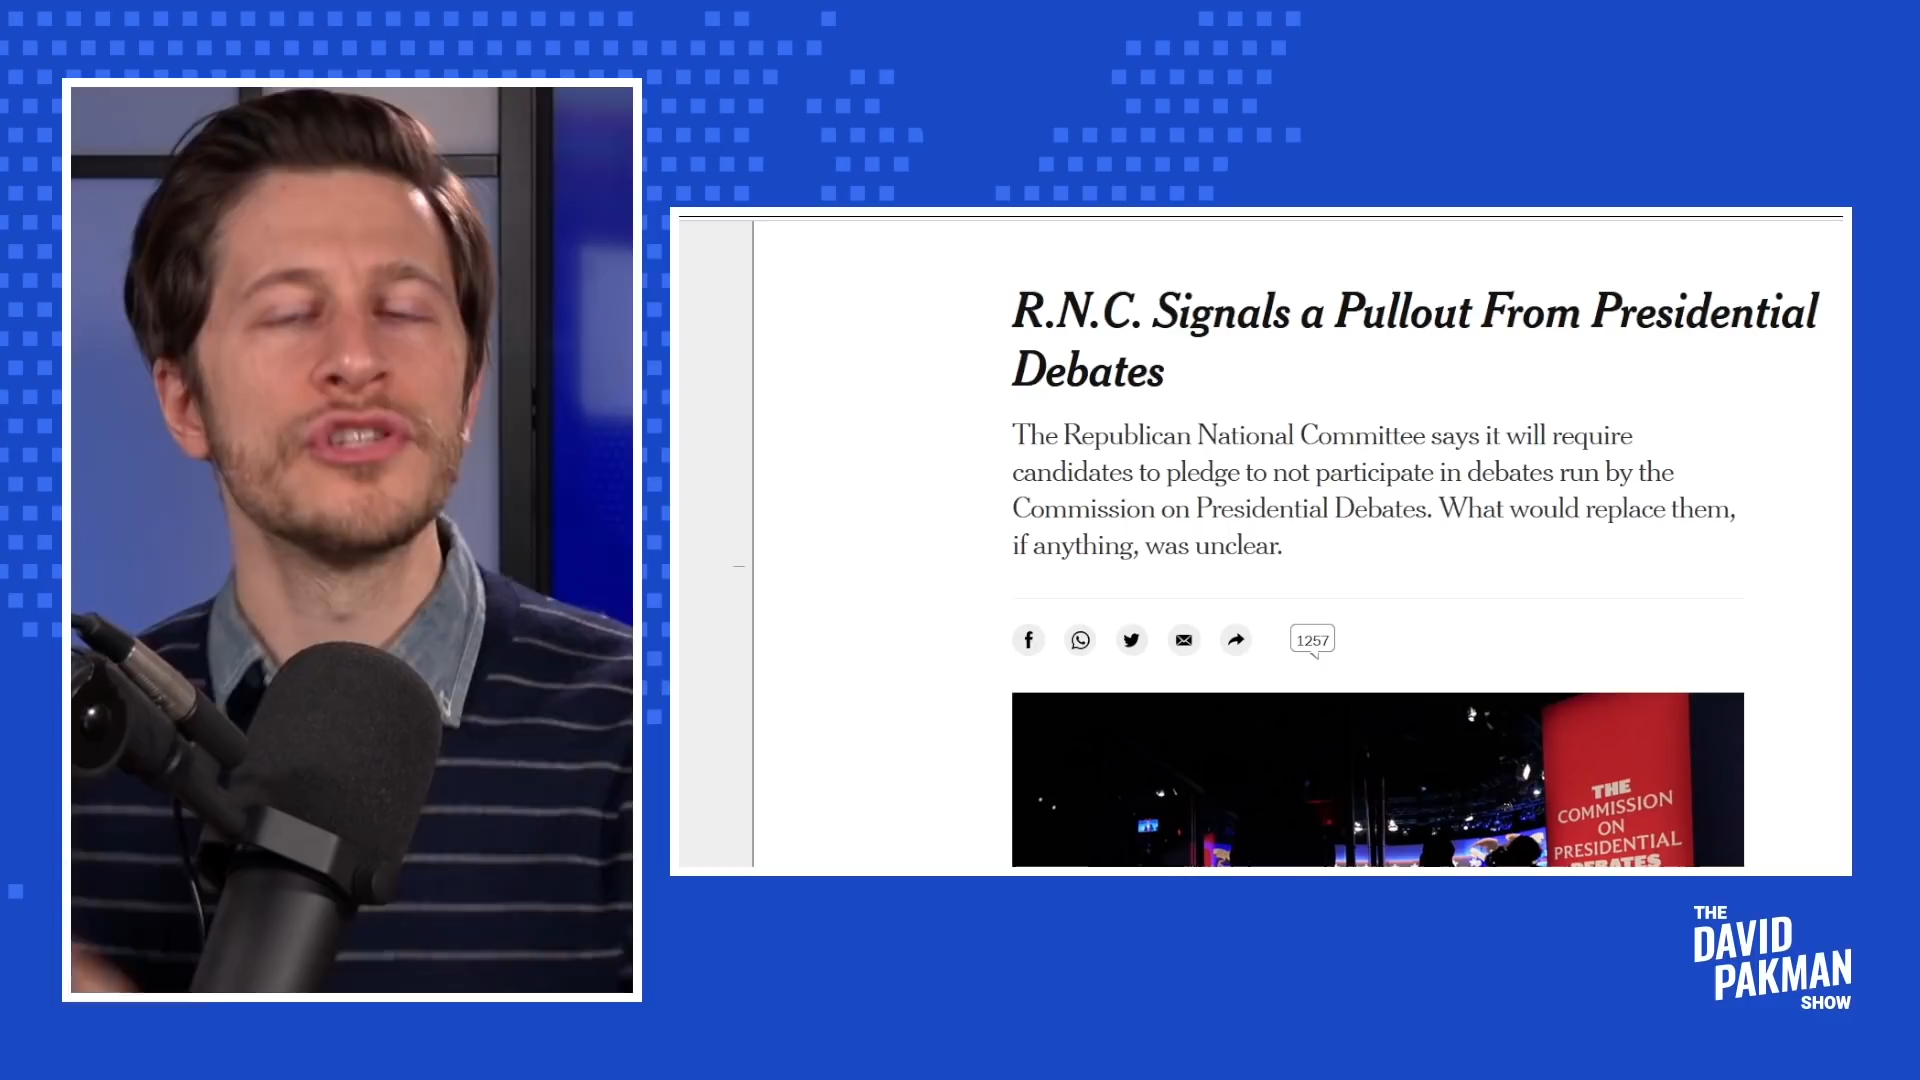 R.N.C. Signals a Pullout From Presidential
Debates
The Republican National Committee says it will require
candidates to pledge to not participate in debates run by the
Commission on Presidential Debates. What would replace them,
if anything, was unclear.
1257
THE
COMMISSION
ON
PRESIDENTIAL
DEBATES
THE
DAVID
PAKMAN
SHOW